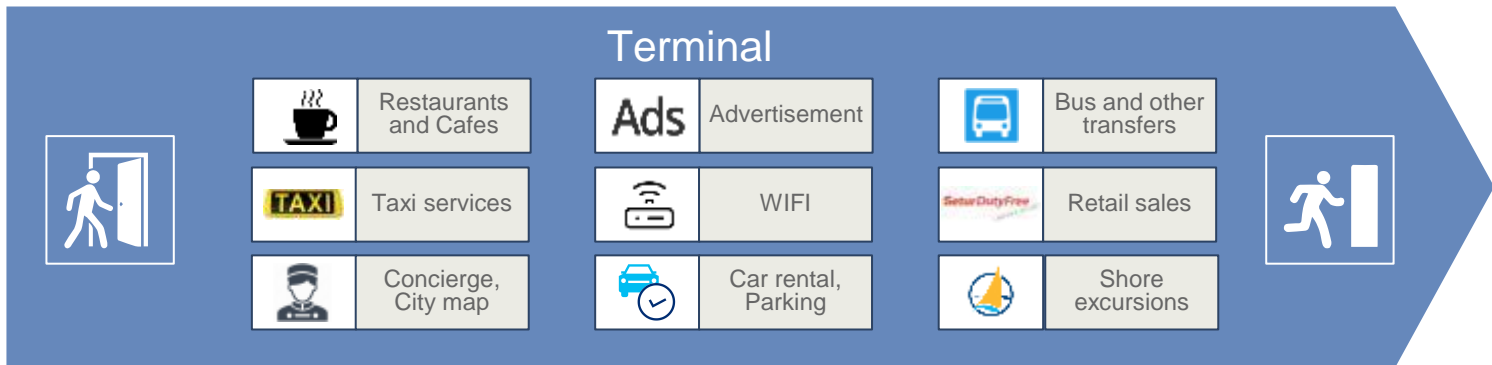 Terminal
Restaurants
and Cafes
Ads
Advertisement
Bus and other
transfers
TAXI
Taxi services
WIFI
SeturDutyFree
Retail sales
Concierge,
City map
Car rental,
Parking
Shore
excursions